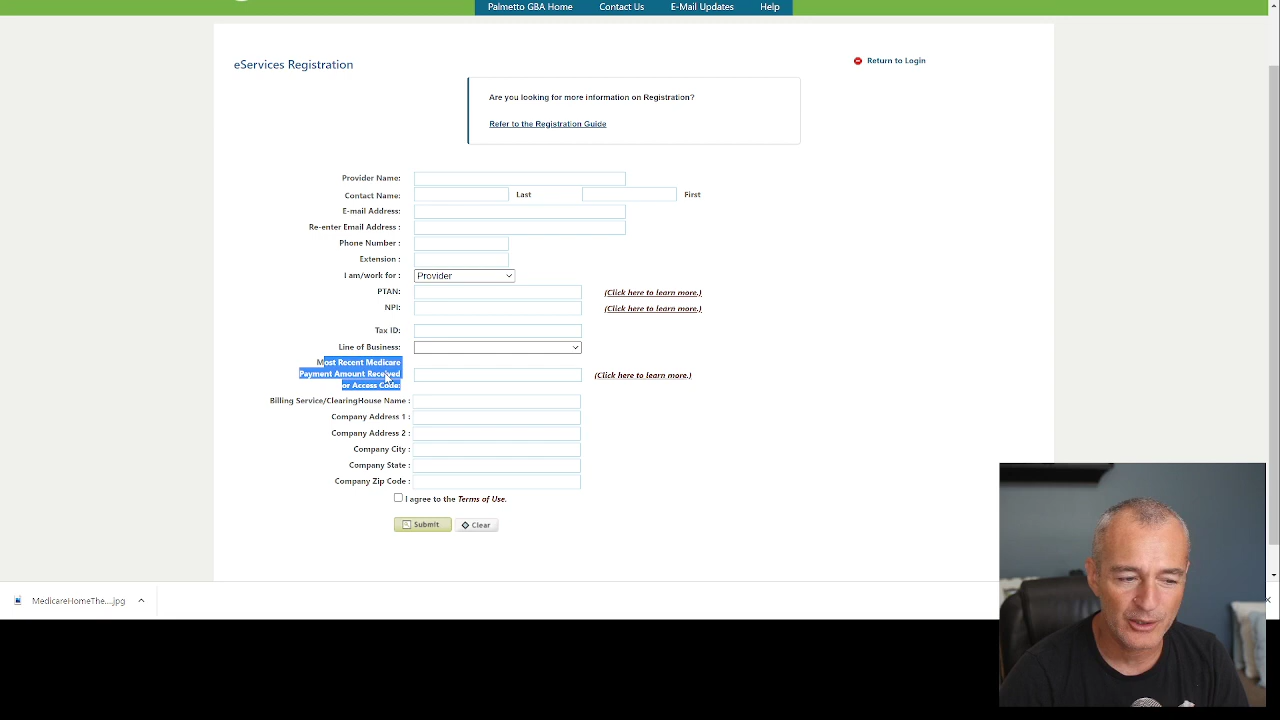 Palmetto GBA Home Contact Us E-Mail Updates Help
eServices Registration
Return to Login
Are you looking for more information on Registration?
Refer to the Registration Guide
Provider Name:
Contact Name: Last First
E-mail Address:
Re-enter Email Address :
Phone Number :
Extension :
I am/work for : Provider
PTAN: (Click here to learn more.)
NPI: (Click here to learn more.)
Tax ID:
Line of Business:
Most Recent Medicare
Payment Amount Received
or Access Code: (Click here to learn more.)
Billing Service/ClearingHouse Name :
Company Address 1 :
Company Address 2 :
Company City :
Company State :
Company Zip Code :
I agree to the Terms of Use.
Submit Clear
MedicareHomeThe....jpg